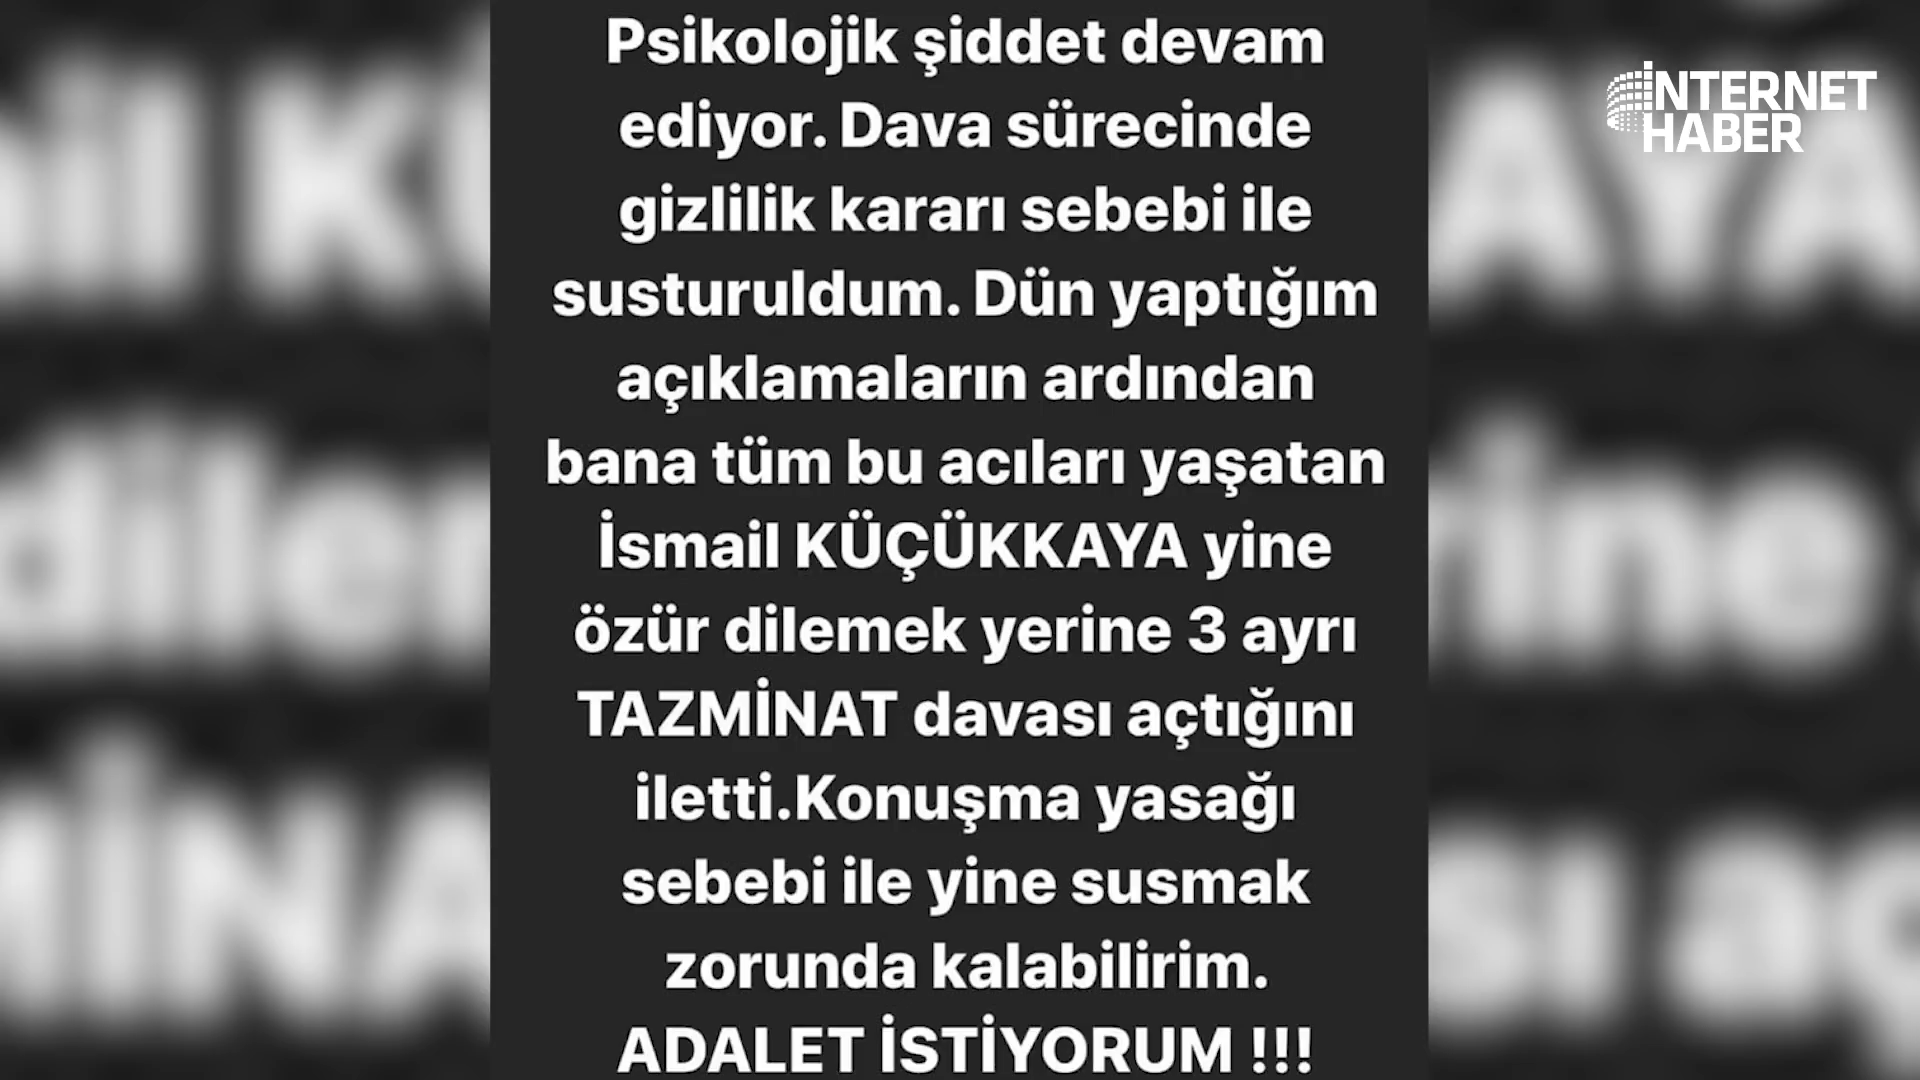 Psikolojik şiddet devam
ediyor. Dava sürecinde
gizlilik kararı sebebi ile
susturuldum. Dün yaptığım
açıklamaların ardından
bana tüm bu acıları yaşatan
İsmail KÜÇÜKKAYA yine
özür dilemek yerine 3 ayrı
TAZMİNAT davası açtığını
iletti.Konuşma yasağı
sebebi ile yine susmak
zorunda kalabilirim.
ADALET İSTİYORUM !!!
İNTERNET
HABER